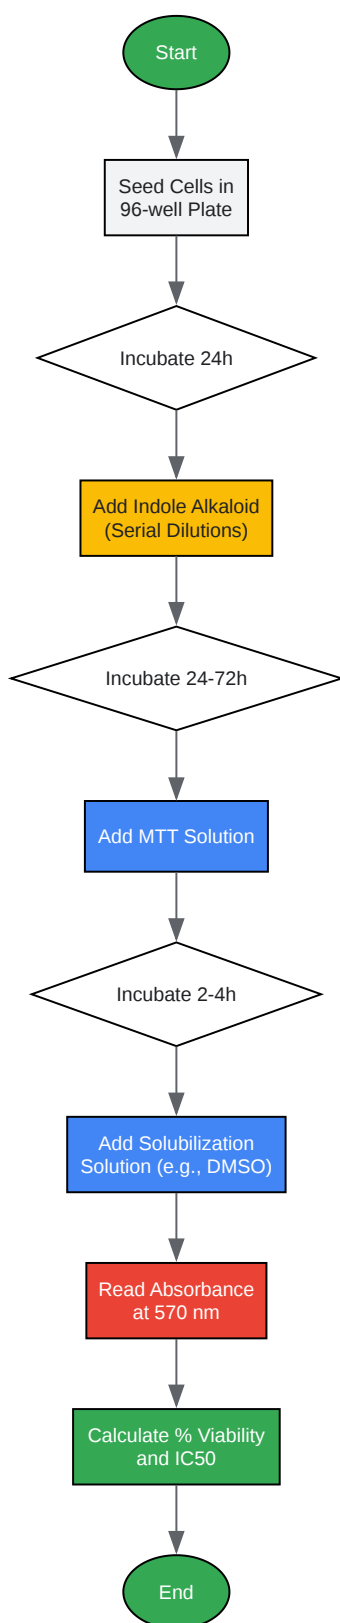 Start
Seed Cells in
96-well Plate
Incubate 24h
Add Indole Alkaloid
(Serial Dilutions)
Incubate 24-72h
Add MTT Solution
Incubate 2-4h
Add Solubilization
Solution (e.g., DMSO)
Read Absorbance
at 570 nm
Calculate % Viability
and IC50
End